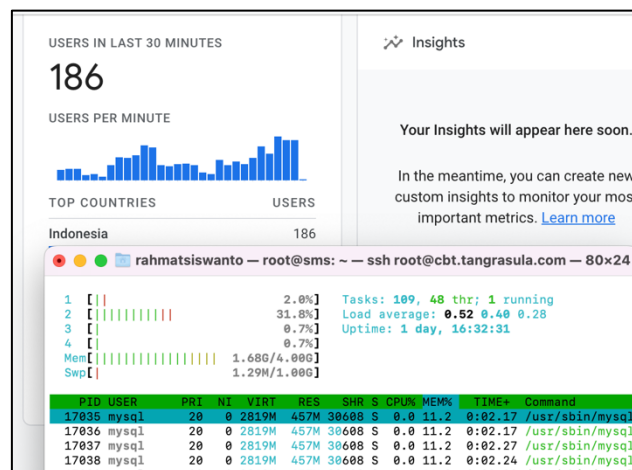 USERS IN LAST 30 MINUTES
186
USERS PER MINUTE
TOP COUNTRIES USERS
Indonesia 186
Insights
Your Insights will appear here soon.
In the meantime, you can create new
custom insights to monitor your mos
important metrics. Learn more
rahmatsiswanto — root@sms: ~ — ssh root@cbt.tangrasula.com — 80×24
1 [|| 2.0%] Tasks: 109, 48 thr; 1 running
2 [|||||||||||| 31.8%] Load average: 0.52 0.40 0.28
3 [| 0.7%] Uptime: 1 day, 16:32:31
4 [| 0.7%]
Mem[||||||||||||||||||| 1.68G/4.00G]
Swp[| 1.29M/1.00G]
PID USER PRI NI VIRT RES SHR S CPU% MEM% TIME+ Command
17035 mysql 20 0 2819M 457M 30608 S 0.0 11.2 0:02.17 /usr/sbin/mysql
17036 mysql 20 0 2819M 457M 30608 S 0.0 11.2 0:02.17 /usr/sbin/mysql
17037 mysql 20 0 2819M 457M 30608 S 0.0 11.2 0:02.27 /usr/sbin/mysql
17038 mysql 20 0 2819M 457M 30608 S 0.0 11.2 0:02.24 /usr/sbin/mysql